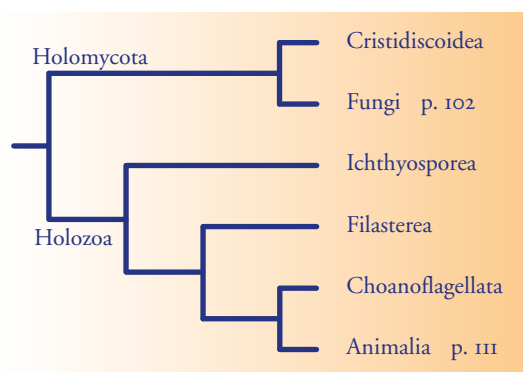 Cristidiscoidea
Holomycota
Fungi p. 102
Ichthyosporea
Filasterea
Holozoa
Choanoflagellata
Animalia p. 111